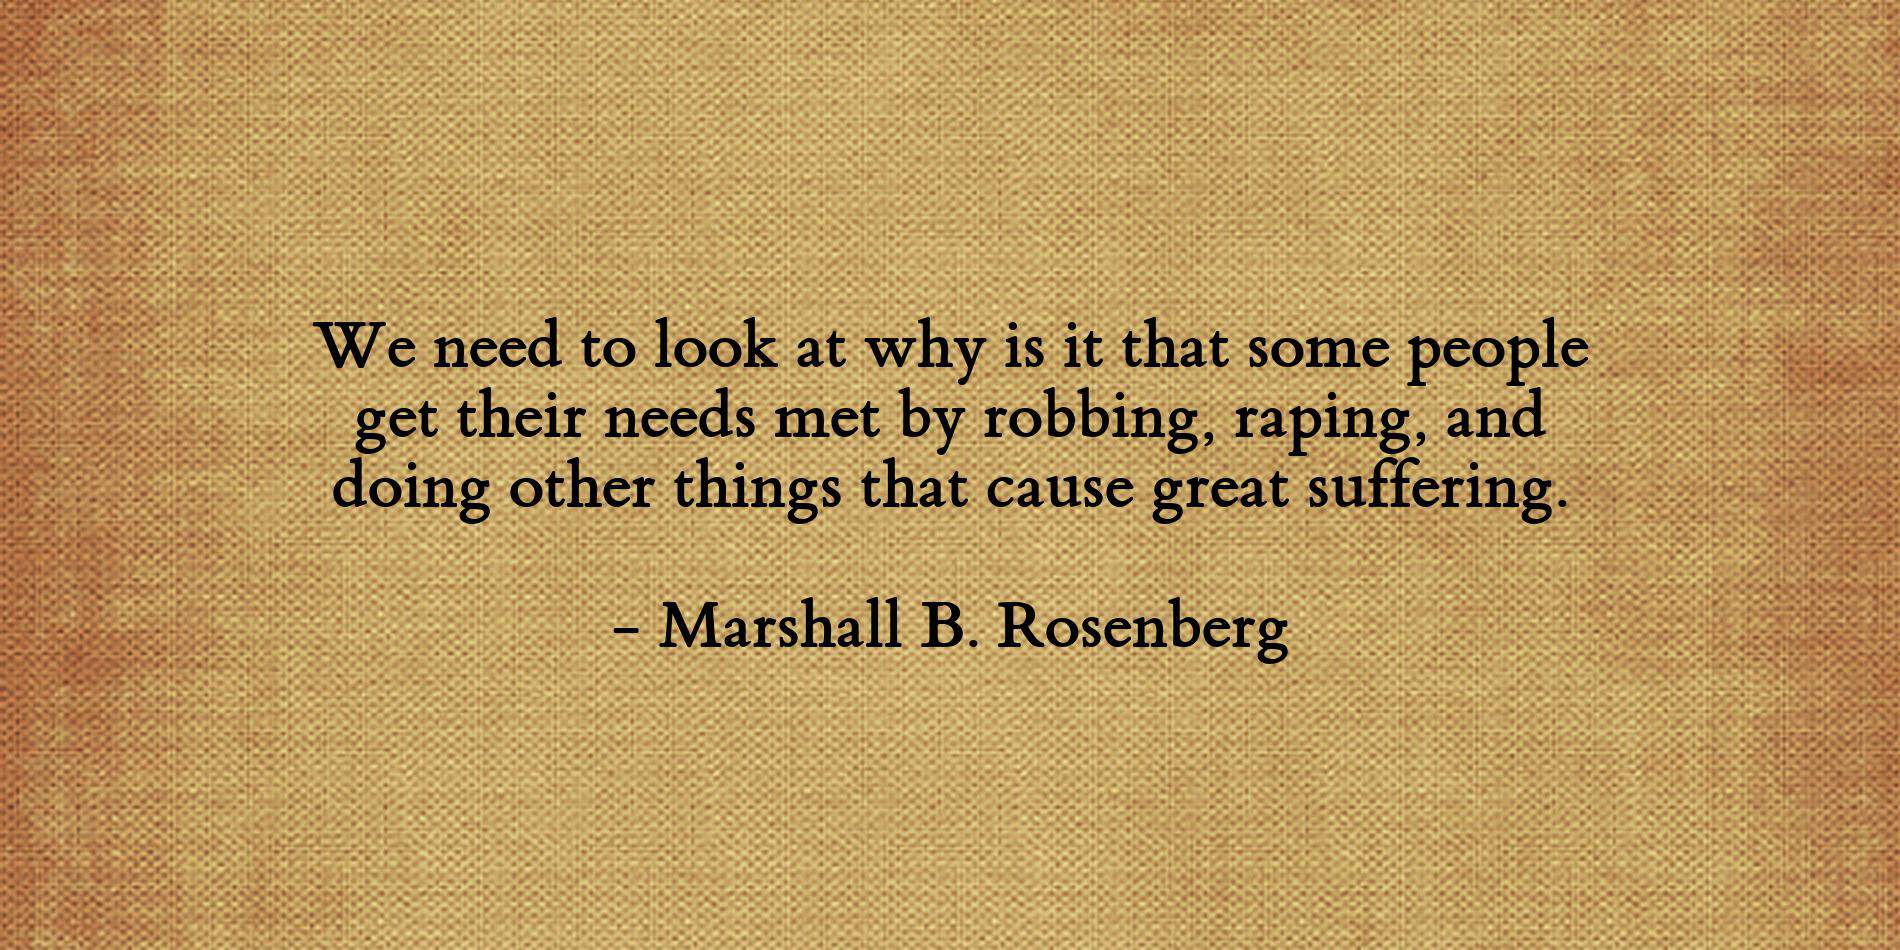 We need to look at why is it that some people
get their needs met by robbing, raping, and
doing other things that cause great suffering.
- Marshall B. Rosenberg